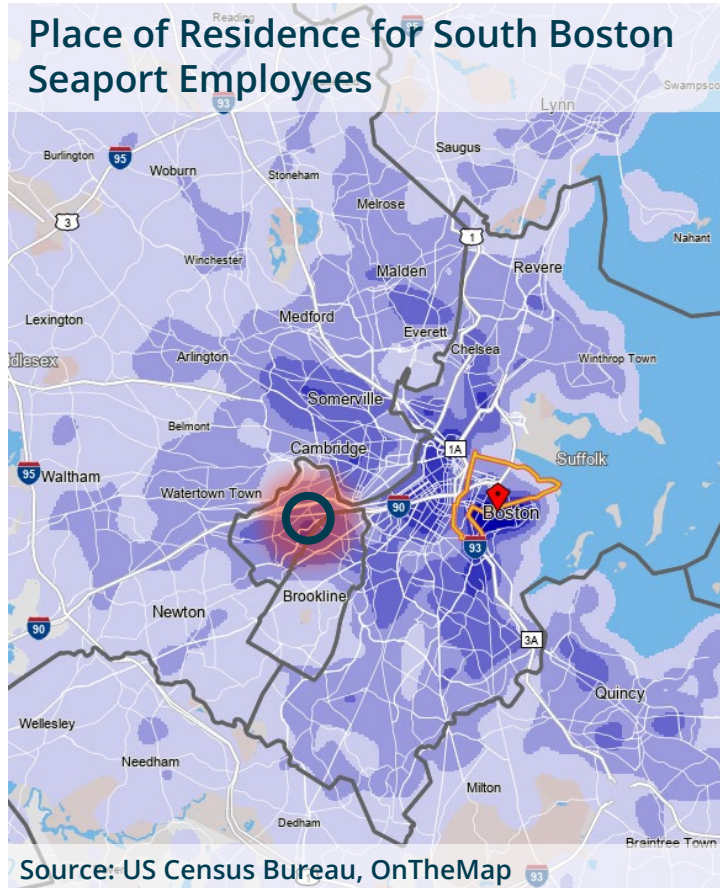 Reading
95
Place of Residence for South Boston
Seaport Employees
93
Lynn
Swampsco
Burlington
95
Woburn
Stoneham
Saugus
Melrose
3
1
Nahant
Winchester
Malden
Revere
Medford
Lexington
Everett
Chelsea
ddlesex
Arlington
Winthrop Town
Somerville
Belmont
Cambridge
1A
Suffolk
95
Waltham
Watertown Town
90
Boston
93
Brookline
Newton
90
3A
Quincy
Wellesley
Needham
Milton
Dedham
Braintree Town
Source: US Census Bureau, OnTheMap
93